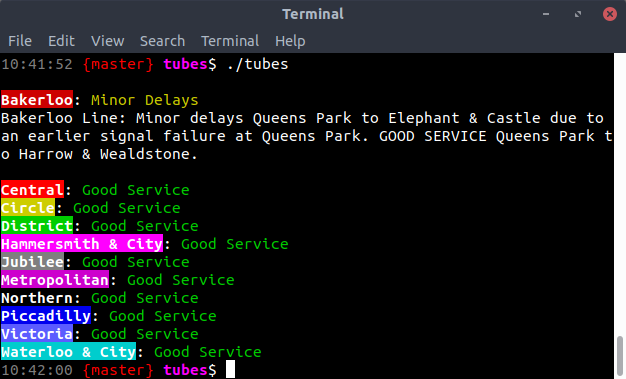 Terminal
File Edit View Search Terminal Help
10:41:52 {master} tubes$ ./tubes
Bakerloo: Minor Delays
Bakerloo Line: Minor delays Queens Park to Elephant & Castle due to
an earlier signal failure at Queens Park. GOOD SERVICE Queens Park t
o Harrow & Wealdstone.
Central: Good Service
Circle: Good Service
District: Good Service
Hammersmith & City: Good Service
Jubilee: Good Service
Metropolitan: Good Service
Northern: Good Service
Piccadilly: Good Service
Victoria: Good Service
Waterloo & City: Good Service
10:42:00 {master} tubes$